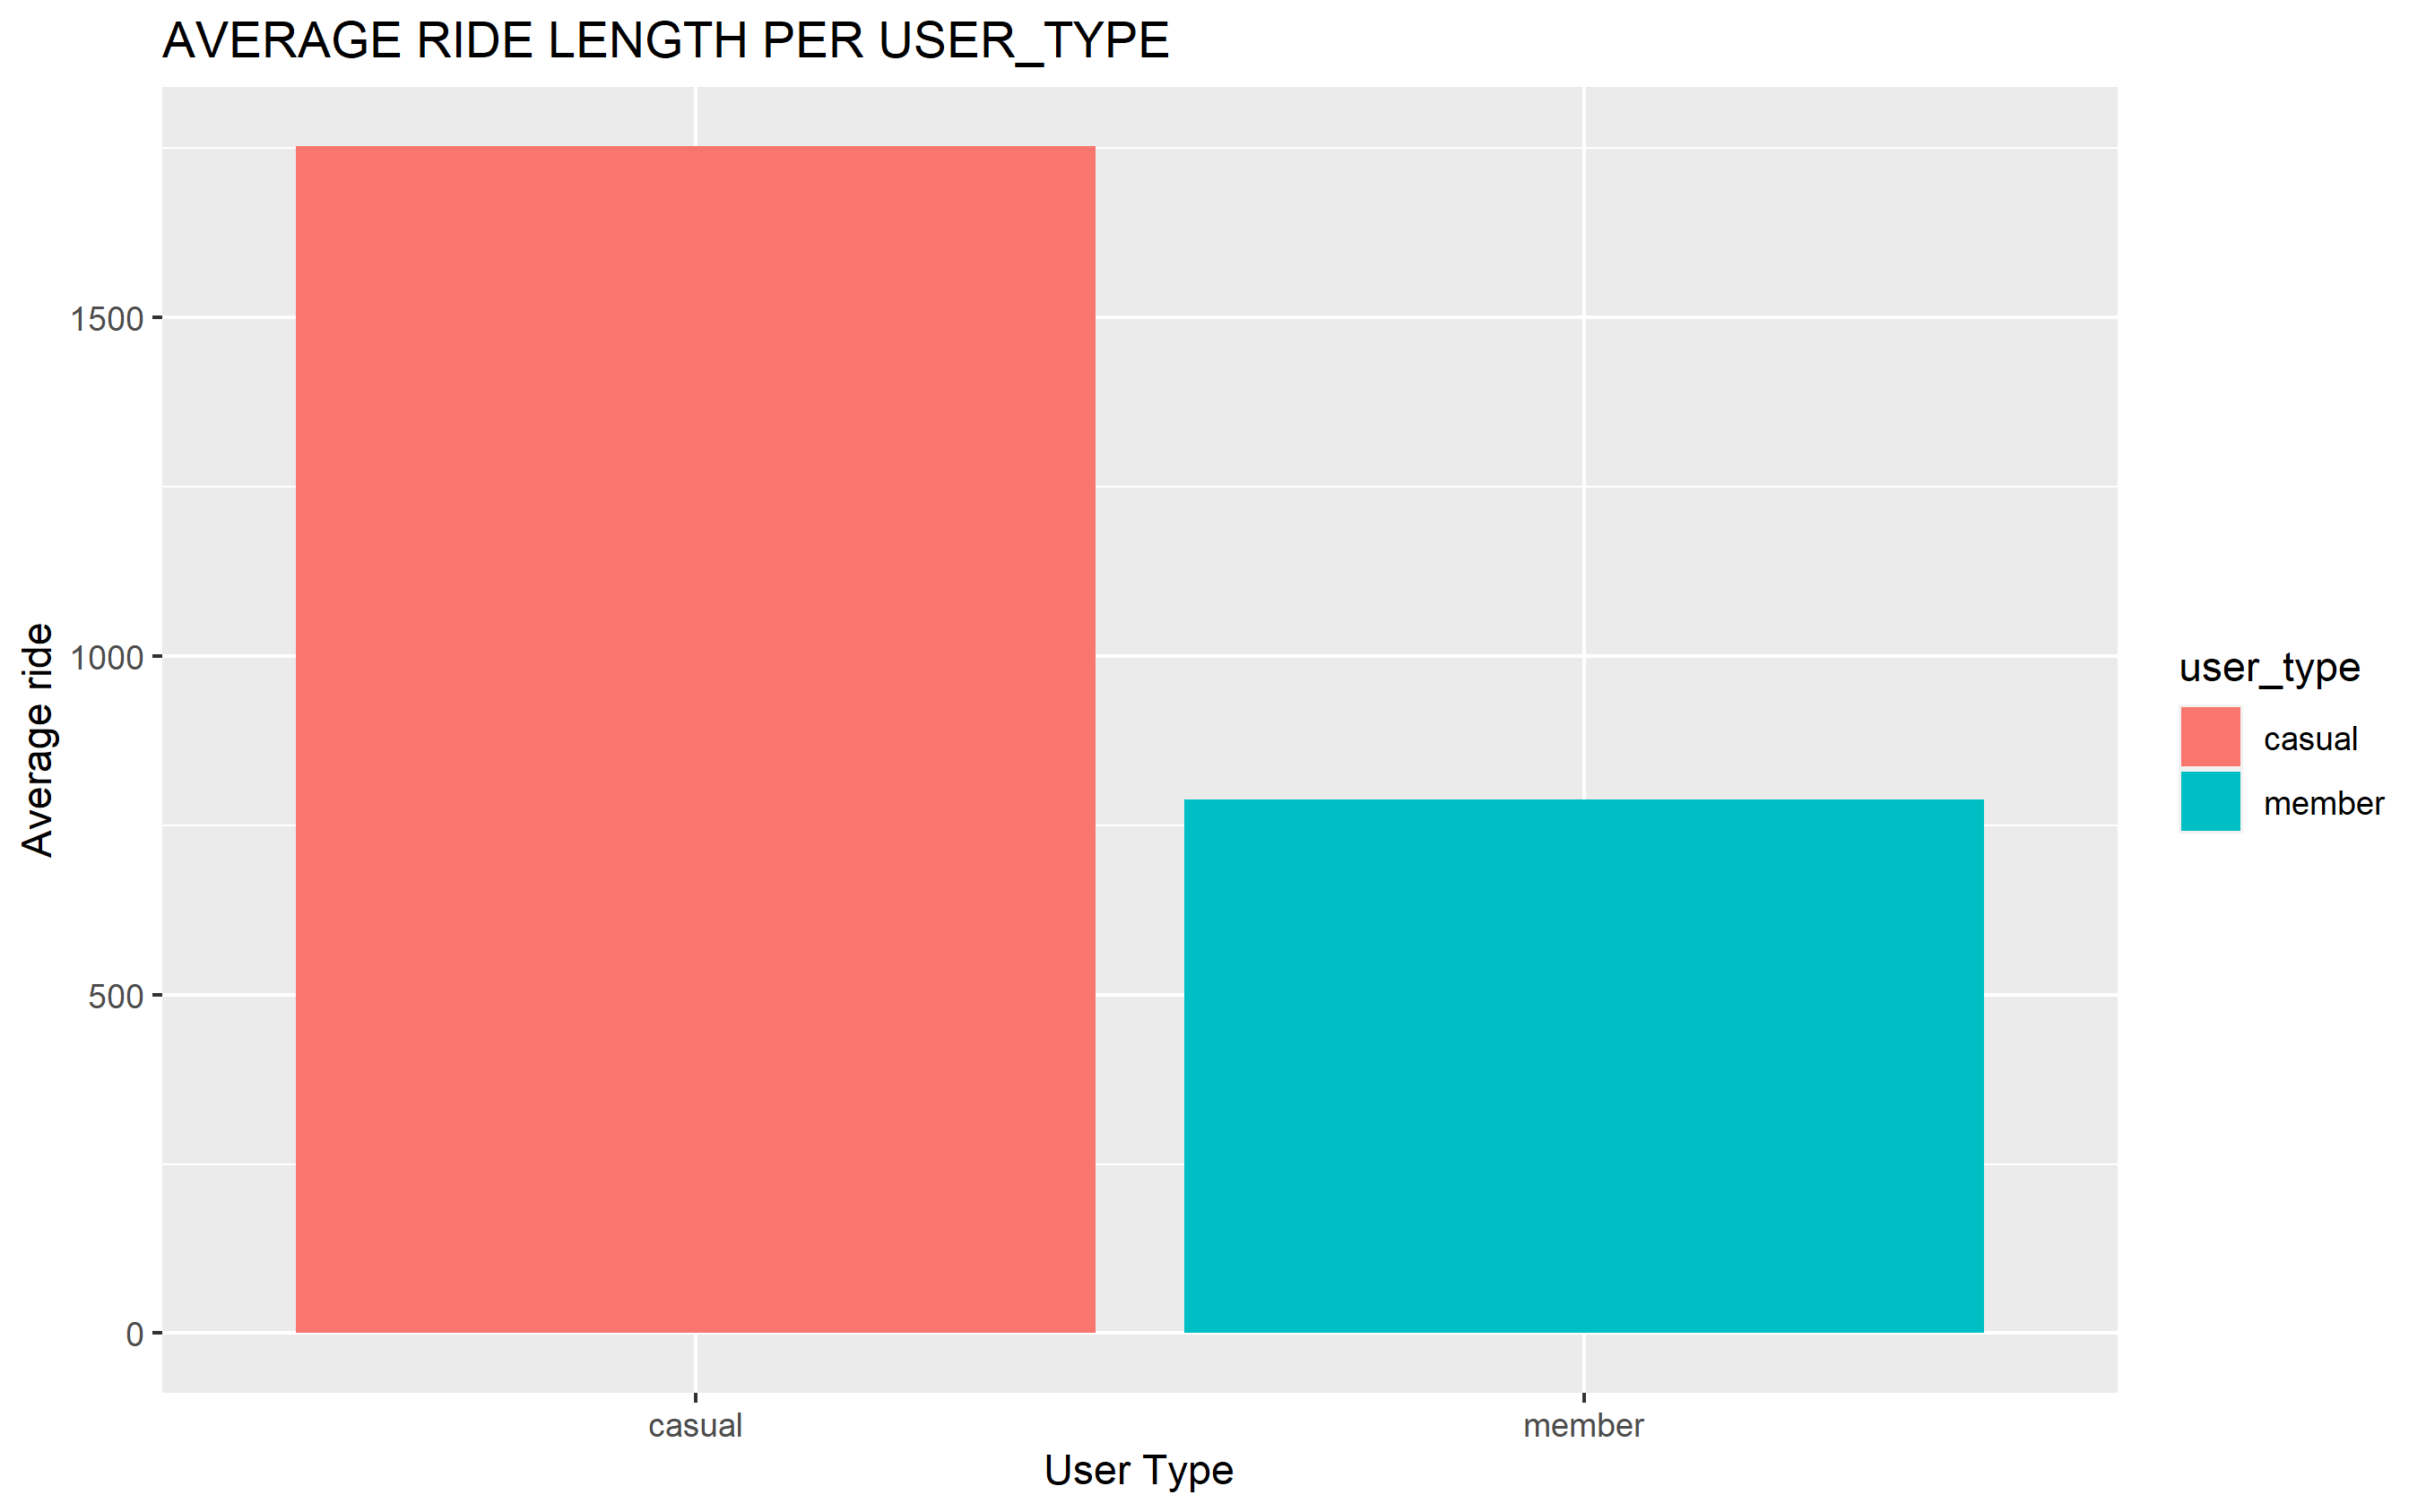 AVERAGE RIDE LENGTH PER USER_TYPE
Average ride
1500
1000
500
0
casual
member
User Type
user_type
casual
member